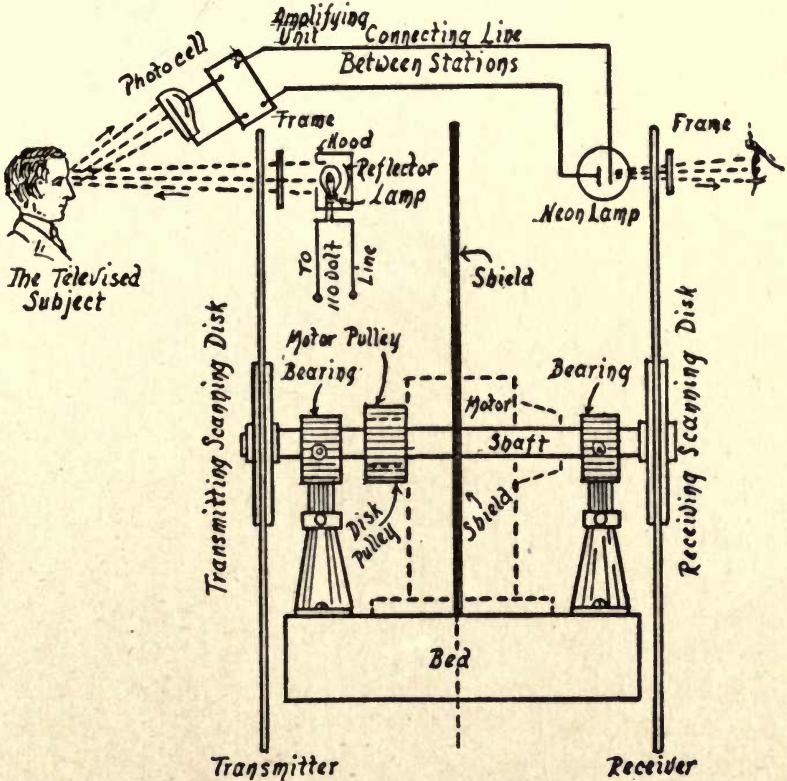 Amplifying
Unit
Connecting Line
Between Stations
Photocell
Frame
Hood
Reflector
Lamp
Frame
Neon Lamp
To
110 Volt
Line
Shield
The Televised
Subject
Transmitting Scanning Disk
Motor Pulley
Bearing
Motor
Shaft
Bearing
Receiving Scanning Disk
Disk
Pulley
Shield
Bed
Transmitter
Receiver